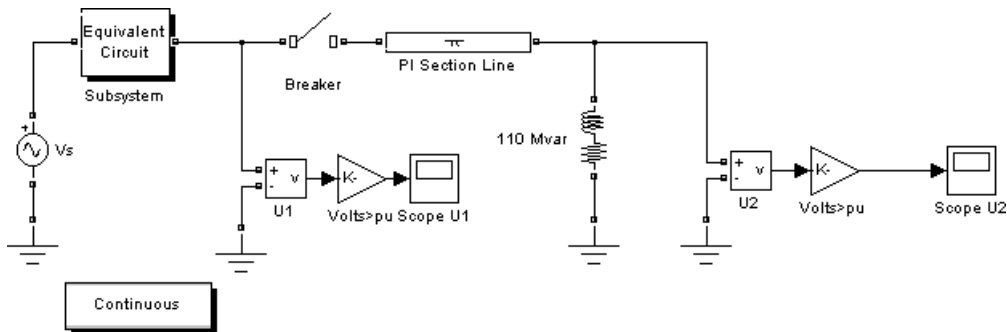 Equivalent
Circuit
Subsystem
PI Section Line
Breaker
+
Vs
110 Mvar
+
-
v
K-
U1
Volts>pu
Scope U1
+
-
v
K-
U2
Volts>pu
Scope U2
Continuous